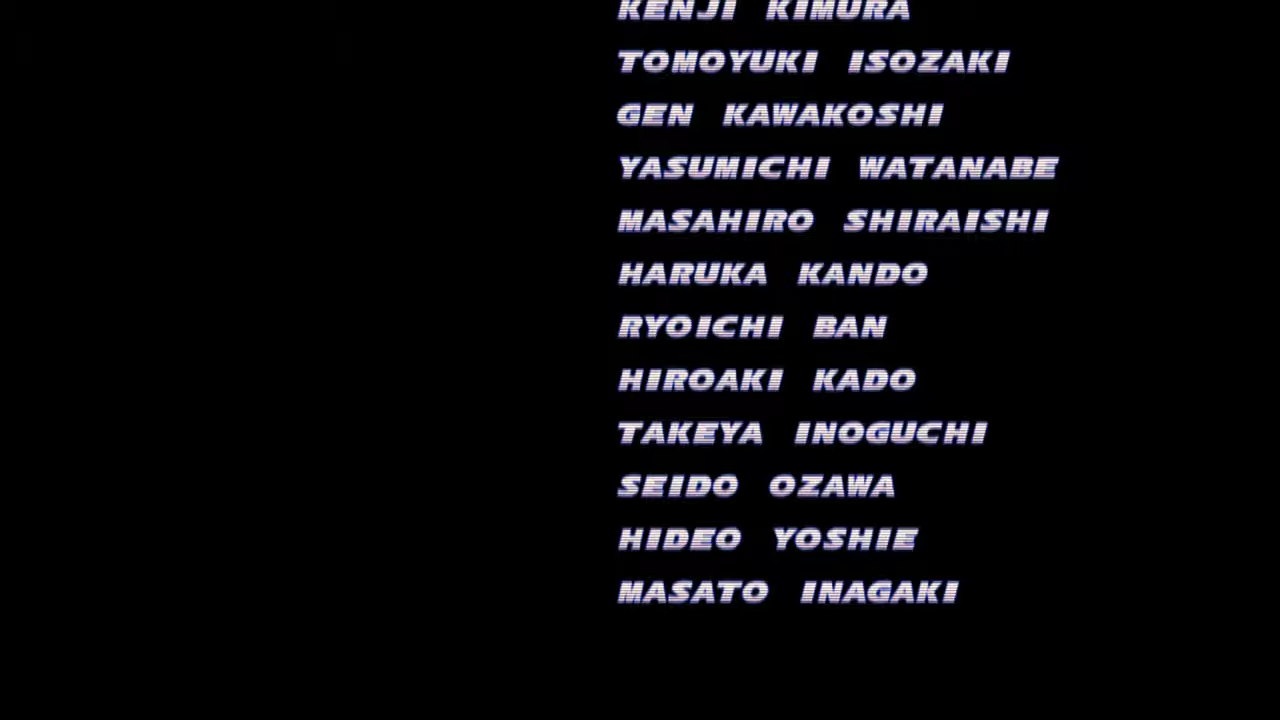 KENJI KIMURA
TOMOYUKI ISOZAKI
GEN KAWAKOSHI
YASUMICHI WATANABE
MASAHIRO SHIRAISHI
HARUKA KANDO
RYOICHI BAN
HIROAKI KADO
TAKEYA INOGUCHI
SEIDO OZAWA
HIDEO YOSHIE
MASATO INAGAKI